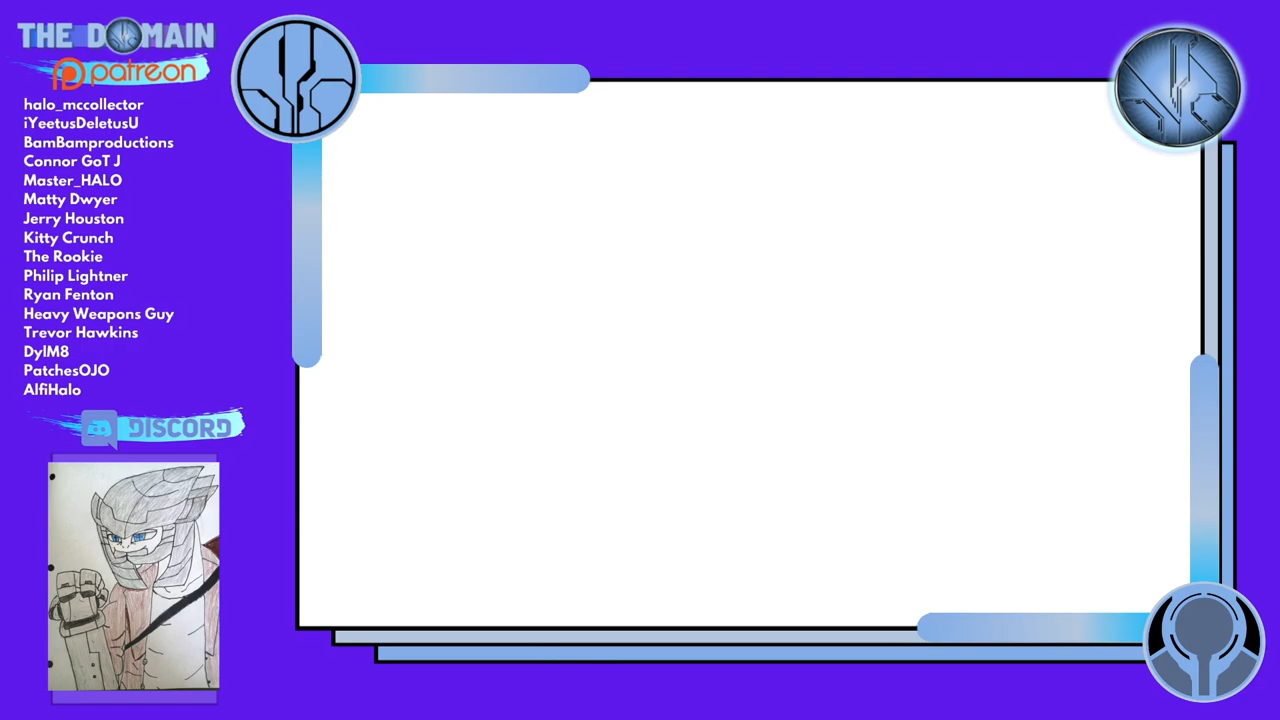 THE DOMAIN
patreon
halo_mccollector
iYeetusDeletusU
BamBamproductions
Connor GoT J
Master_HALO
Matty Dwyer
Jerry Houston
Kitty Crunch
The Rookie
Philip Lightner
Ryan Fenton
Heavy Weapons Guy
Trevor Hawkins
DylM8
PatchesOJO
AlfiHalo
DISCORD